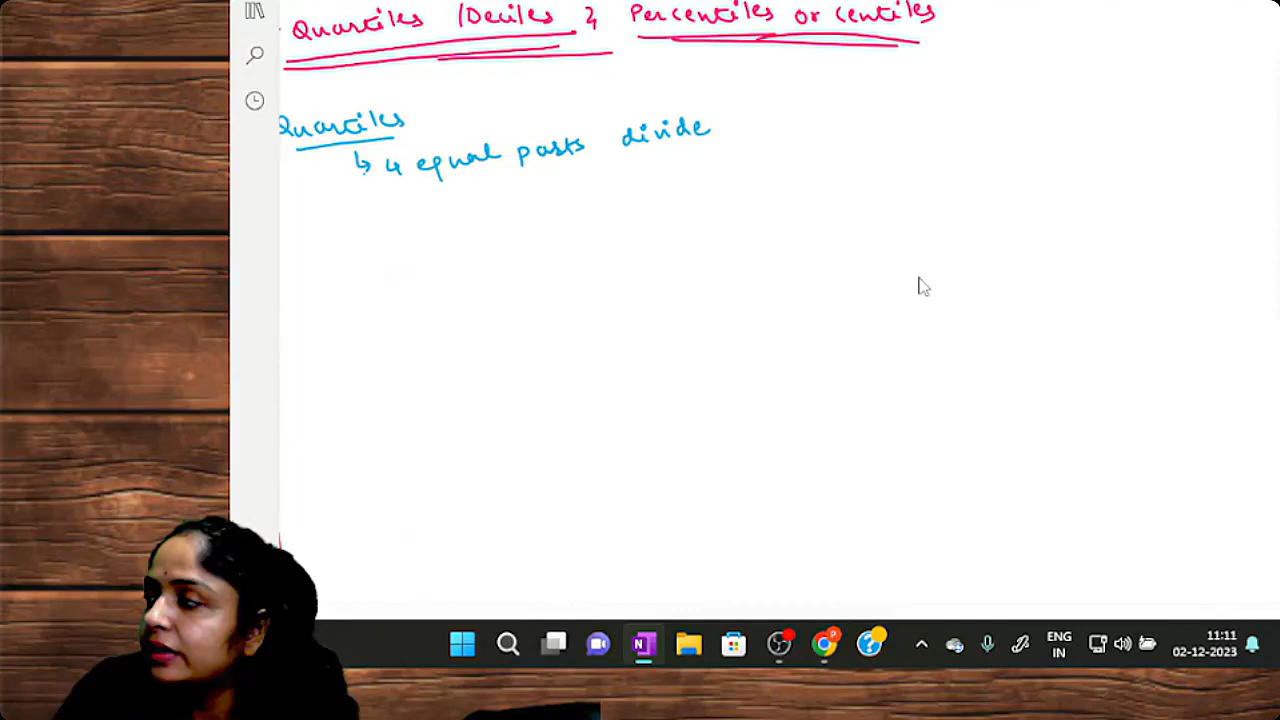 Quartiles / Deciles & Percentiles or Centiles
Quartiles
↳ 4 equal parts divide
ENG
IN
11:11
02-12-2023